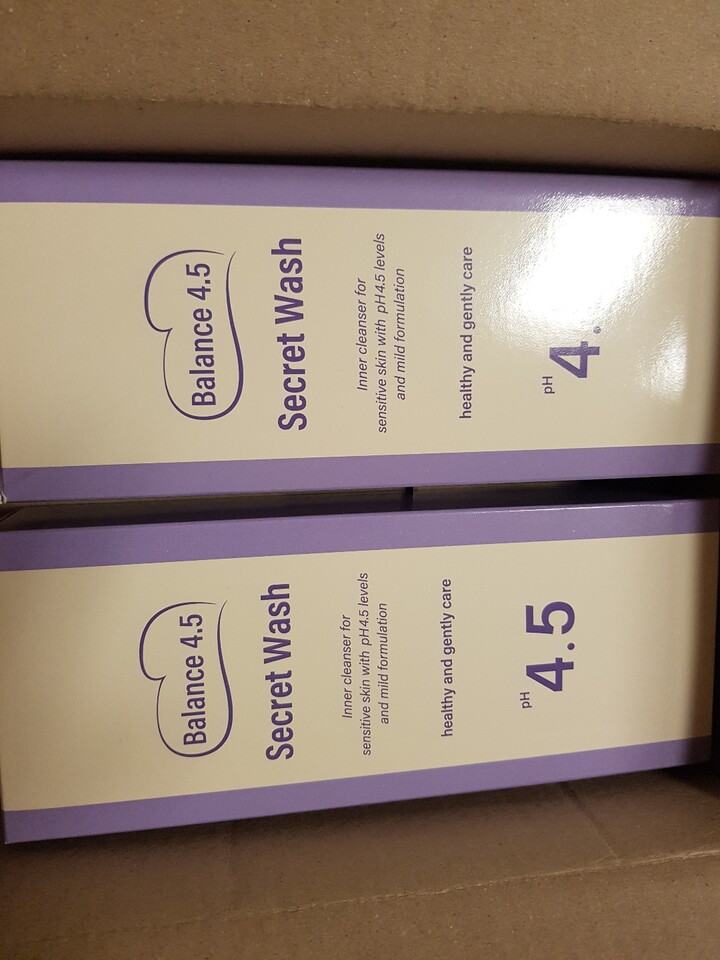 Balance 4.5
Secret Wash
Inner cleanser for
sensitive skin with pH4.5 levels
and mild formulation
healthy and gently care
pH
4.
Balance 4.5
Secret Wash
Inner cleanser for
sensitive skin with pH4.5 levels
and mild formulation
healthy and gently care
pH
4.5